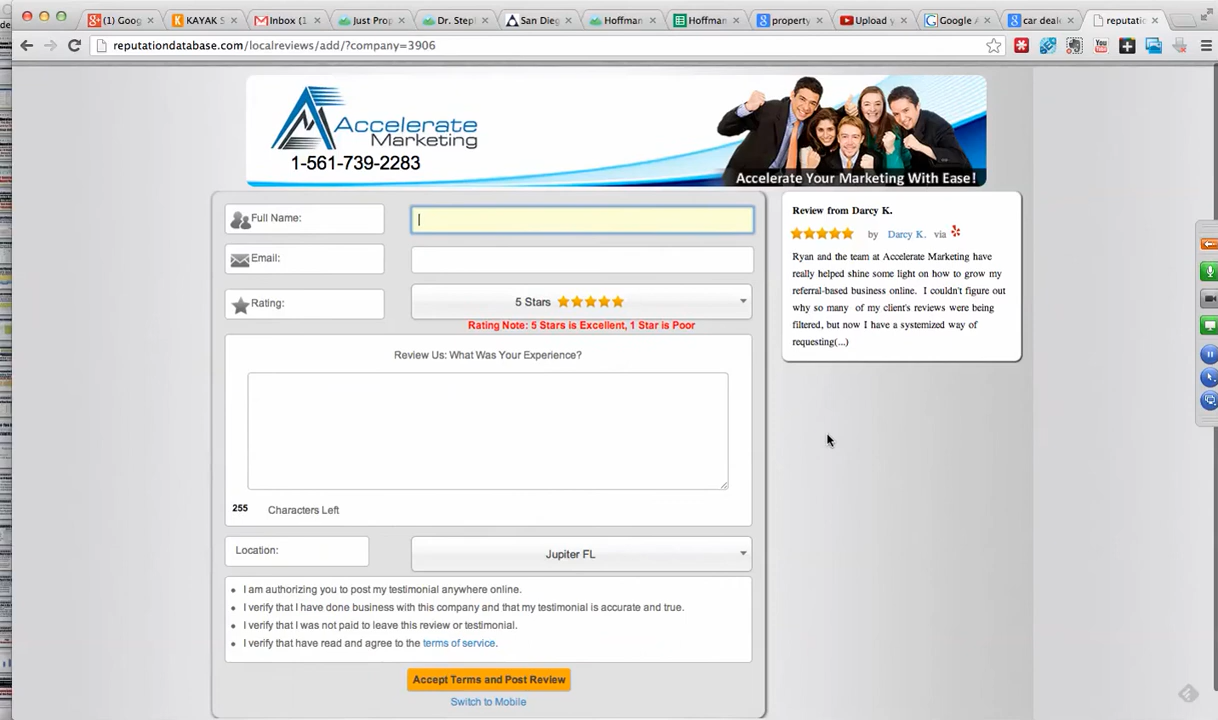 (1) Goog
KAYAK S
Inbox (1
Just Prop
Dr. Steph
San Dieg
Hoffman
Hoffman
property
Upload y
Google A
car deale
reputatio
reputationdatabase.com/localreviews/add/?company=3906
Accelerate
Marketing
1-561-739-2283
Accelerate Your Marketing With Ease!
Full Name:
Email:
Rating:
5 Stars
Rating Note: 5 Stars is Excellent, 1 Star is Poor
Review Us: What Was Your Experience?
255 Characters Left
Location:
Jupiter FL
I am authorizing you to post my testimonial anywhere online.
I verify that I have done business with this company and that my testimonial is accurate and true.
I verify that I was not paid to leave this review or testimonial.
I verify that have read and agree to the terms of service.
Accept Terms and Post Review
Switch to Mobile
Review from Darcy K.
by Darcy K. via
Ryan and the team at Accelerate Marketing have
really helped shine some light on how to grow my
referral-based business online. I couldn't figure out
why so many of my client's reviews were being
filtered, but now I have a systemized way of
requesting(...)